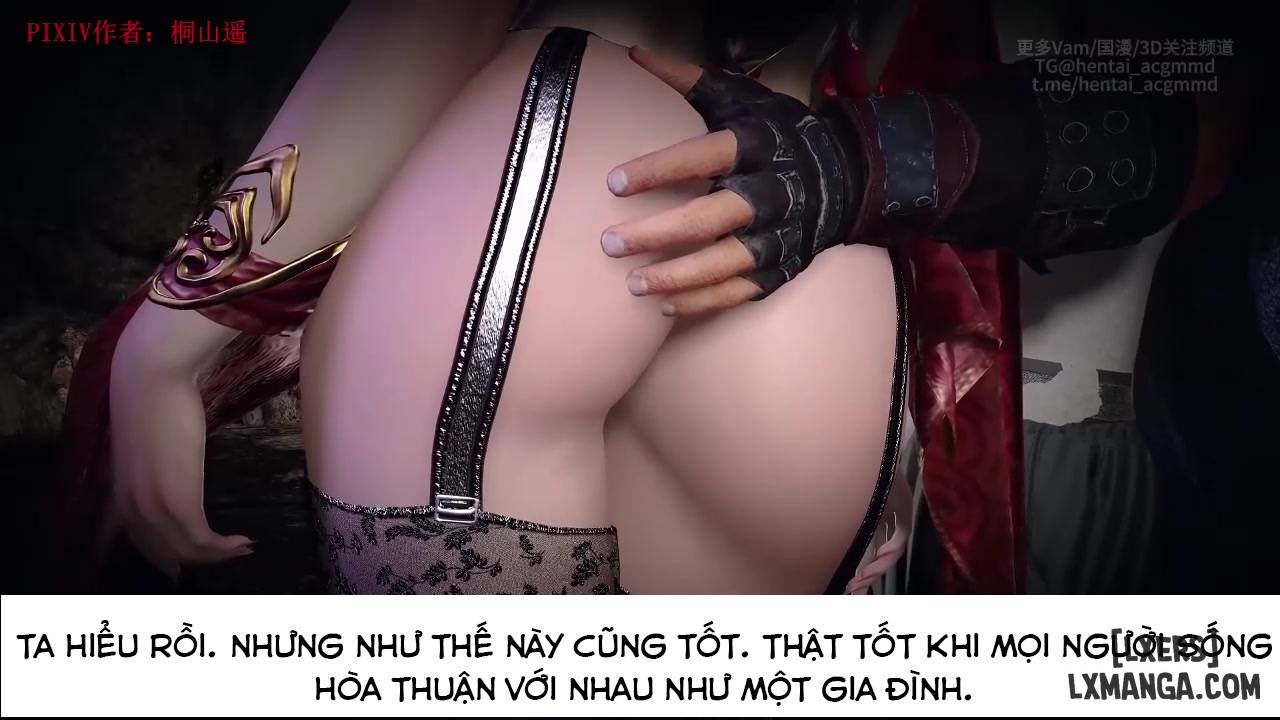 PIXIV作者：桐山遥
更多Vam/国漫/3D关注频道
TG@hentai_acgmmd
t.me/hentai_acgmmd
TA HIỂU RỒI. NHƯNG NHƯ THẾ NÀY CŨNG TỐT. THẬT TỐT KHI MỌI NGƯỜI SỐNG
HÒA THUẬN VỚI NHAU NHƯ MỘT GIA ĐÌNH.
[LXERS]
LXMANGA.COM